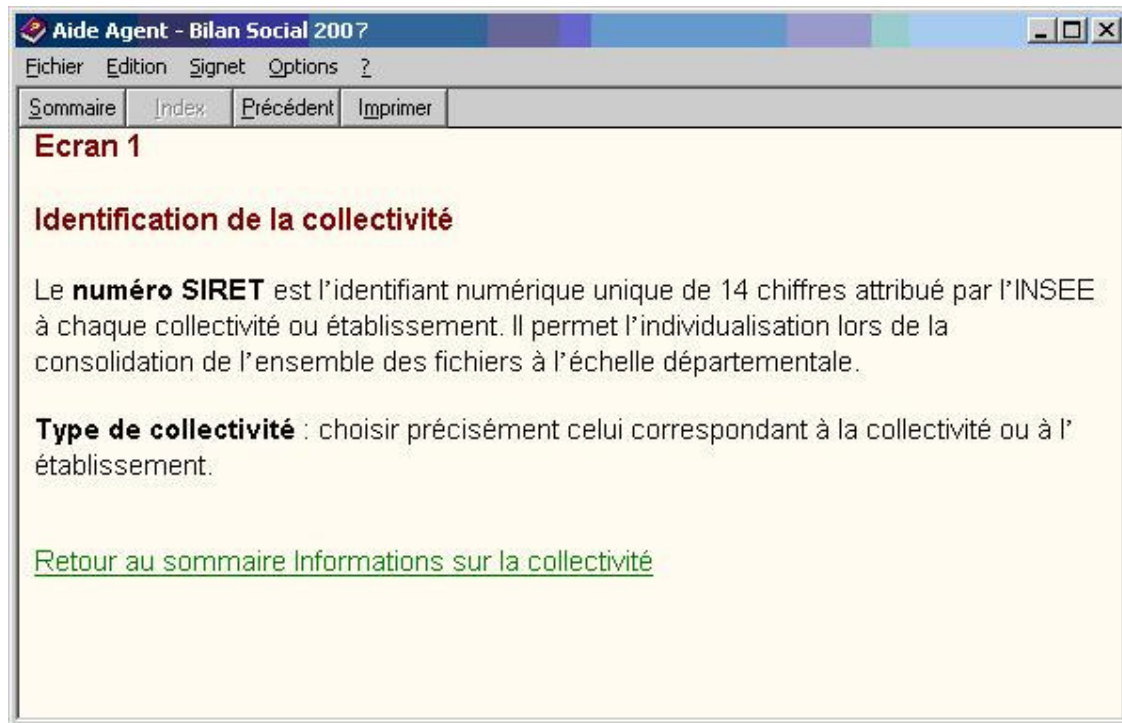 Aide Agent - Bilan Social 2007
Fichier Edition Signet Options ?
Sommaire Index Précédent Imprimer
Ecran 1
Identification de la collectivité
Le numéro SIRET est l’identifiant numérique unique de 14 chiffres attribué par l’INSEE
à chaque collectivité ou établissement. Il permet l’individualisation lors de la
consolidation de l’ensemble des fichiers à l’échelle départementale.
Type de collectivité : choisir précisément celui correspondant à la collectivité ou à l’
établissement.
Retour au sommaire Informations sur la collectivité